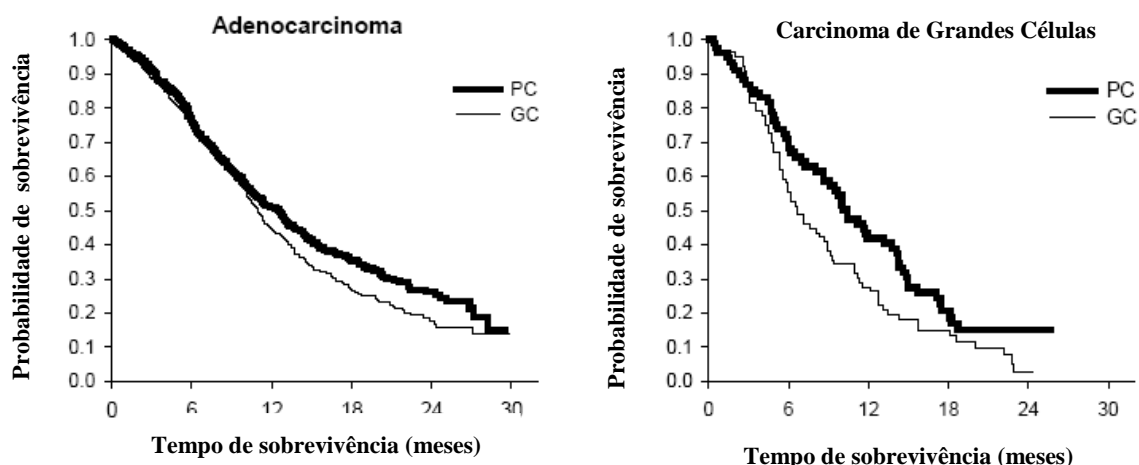 Adenocarcinoma
Probabilidade de sobrevivência
1.0
0.9
0.8
0.7
0.6
0.5
0.4
0.3
0.2
0.1
0.0
PC
GC
0 6 12 18 24 30
Tempo de sobrevivência (meses)
Carcinoma de Grandes Células
Probabilidade de sobrevivência
1.0
0.9
0.8
0.7
0.6
0.5
0.4
0.3
0.2
0.1
0.0
PC
GC
0 6 12 18 24 30
Tempo de sobrevivência (meses)